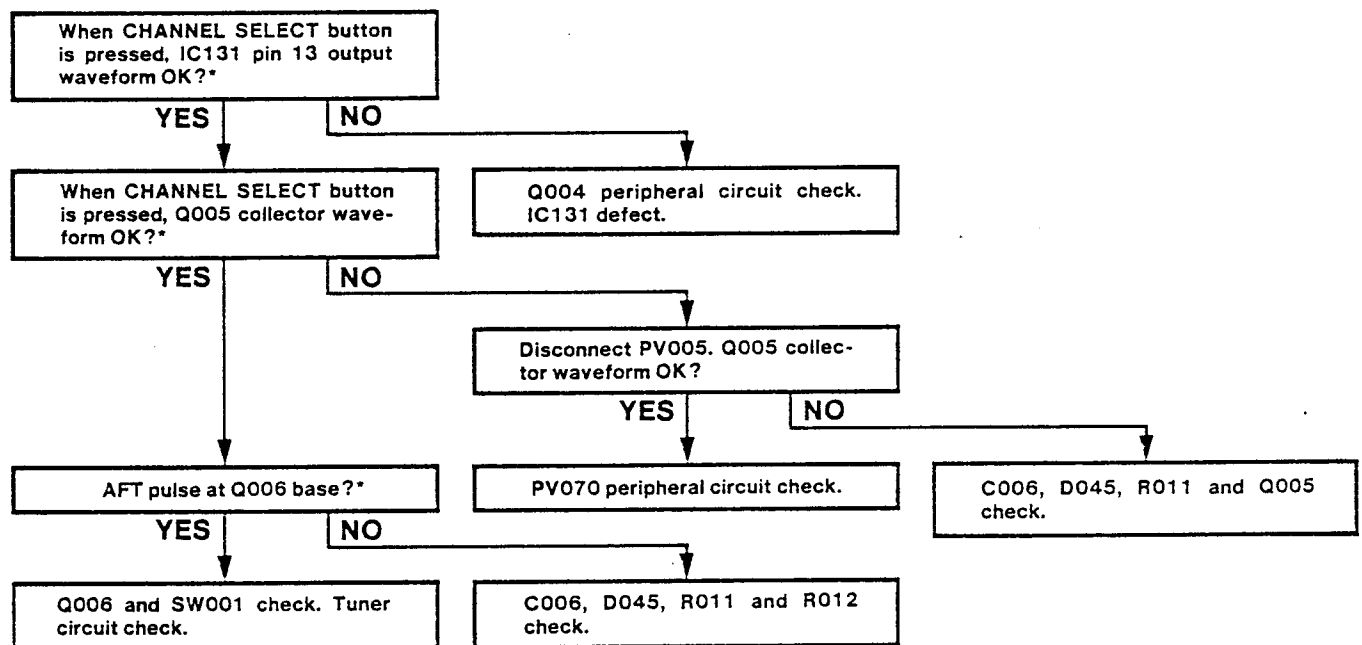 When CHANNEL SELECT button
is pressed, IC131 pin 13 output
waveform OK?*
YES
NO
When CHANNEL SELECT button
is pressed, Q005 collector wave-
form OK?*
Q004 peripheral circuit check.
IC131 defect.
YES
NO
Disconnect PV005. Q005 collec-
tor waveform OK?
YES
NO
AFT pulse at Q006 base?*
PV070 peripheral circuit check.
C006, D045, R011 and Q005
check.
YES
NO
Q006 and SW001 check. Tuner
circuit check.
C006, D045, R011 and R012
check.